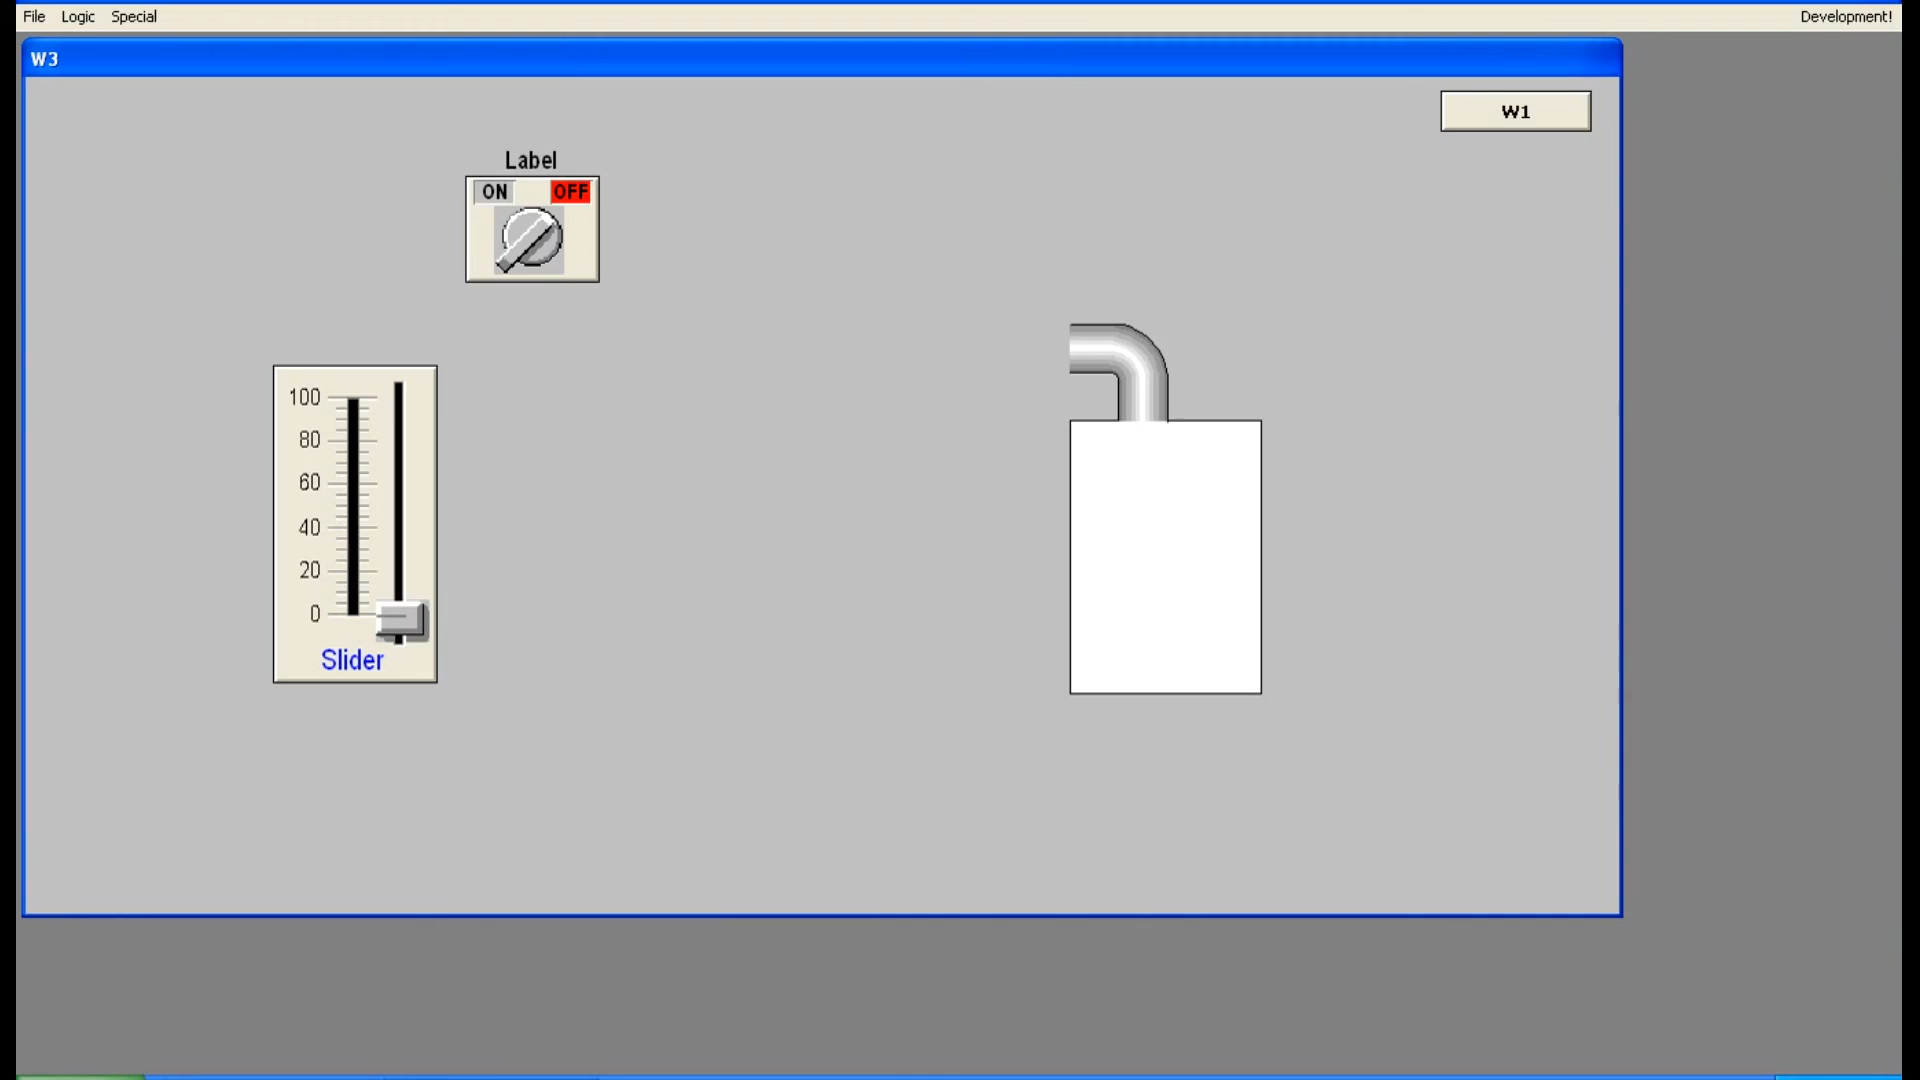 File Logic Special Development!
W3
W1
Label
ON OFF
100
80
60
40
20
0
Slider